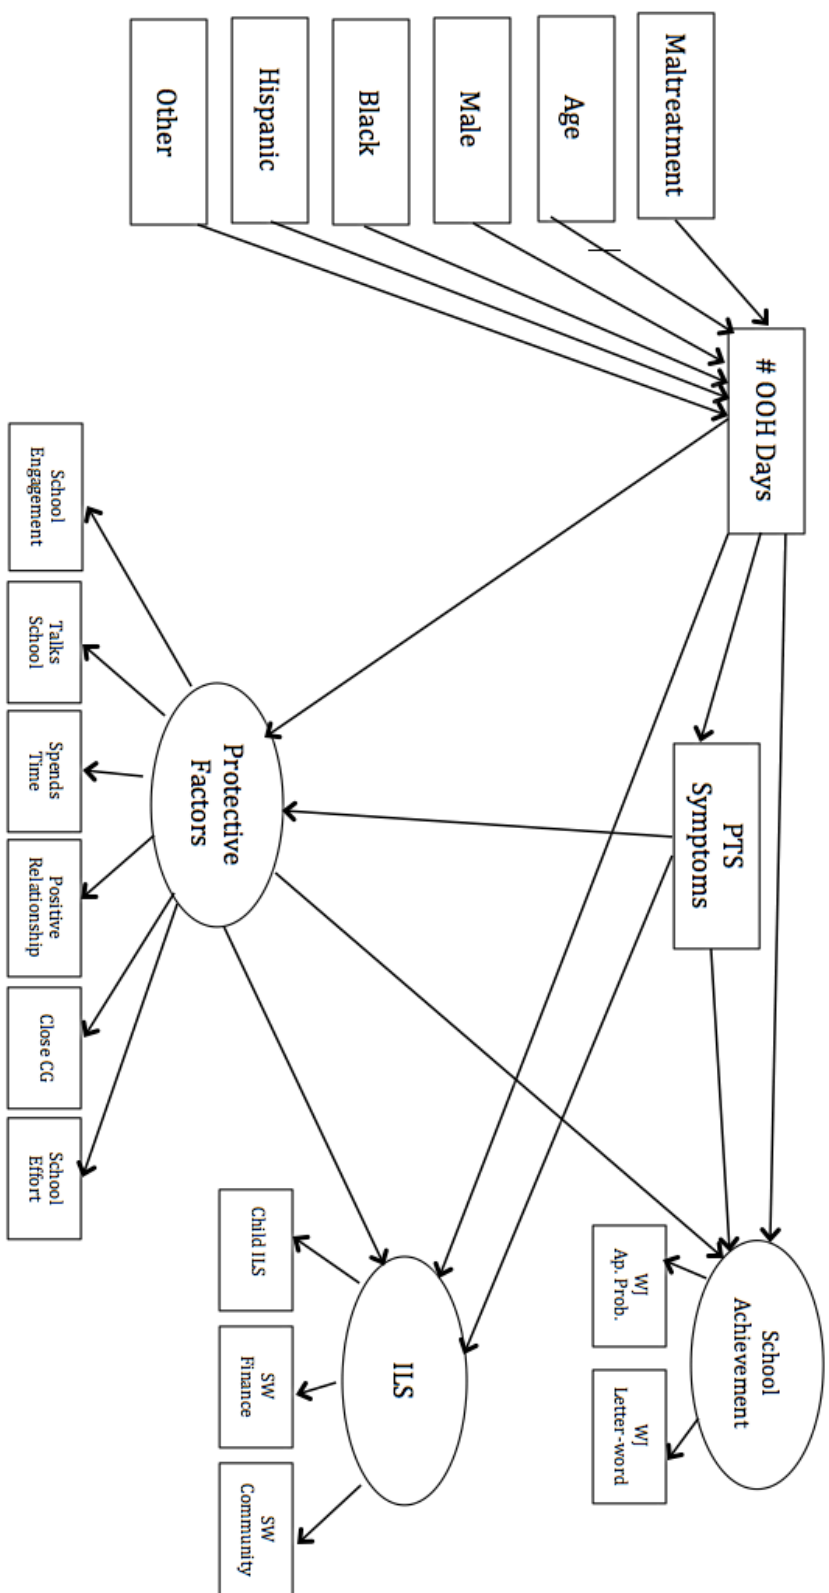 Maltreatment
Age
Male
Black
Hispanic
Other
# OOH Days
PTS
Symptoms
School
Achievement
WJ
Ap. Prob.
WJ
Letter-word
Protective
Factors
ILS
Child ILS
SW
Finance
SW
Community
School
Engagement
Talks
School
Spends
Time
Positive
Relationship
Close CG
School
Effort